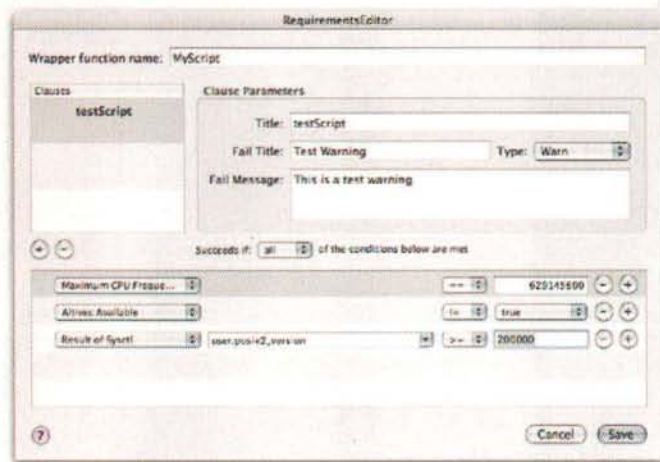 RequirementsEditor
Wrapper function name: MyScript
Clauses
testScript
Clause Parameters
Title: testScript
Fail Title: Test Warning Type: Warn
Fail Message: This is a test warning
+ −
Succeeds if: all of the conditions below are met
Maximum CPU Freque... == 629145600 − +
Altivec Available != true − +
Result of Sysctl user.posix2_version >= 200000 − +
? Cancel Save